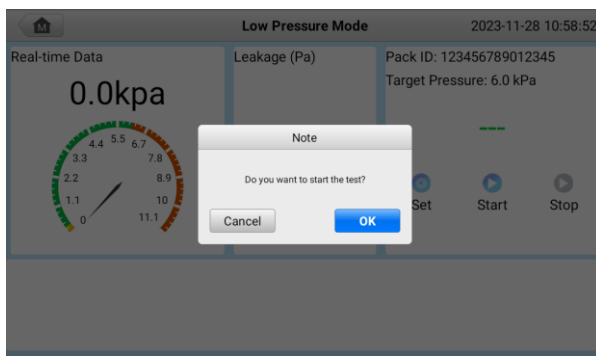 M
Low Pressure Mode
2023-11-28 10:58:52
Real-time Data
0.0kpa
0
1.1
2.2
3.3
4.4
5.5
6.7
7.8
8.9
10
11.1
Leakage (Pa)
Pack ID: 123456789012345
Target Pressure: 6.0 kPa
---
Set
Start
Stop
Note
Do you want to start the test?
Cancel
OK